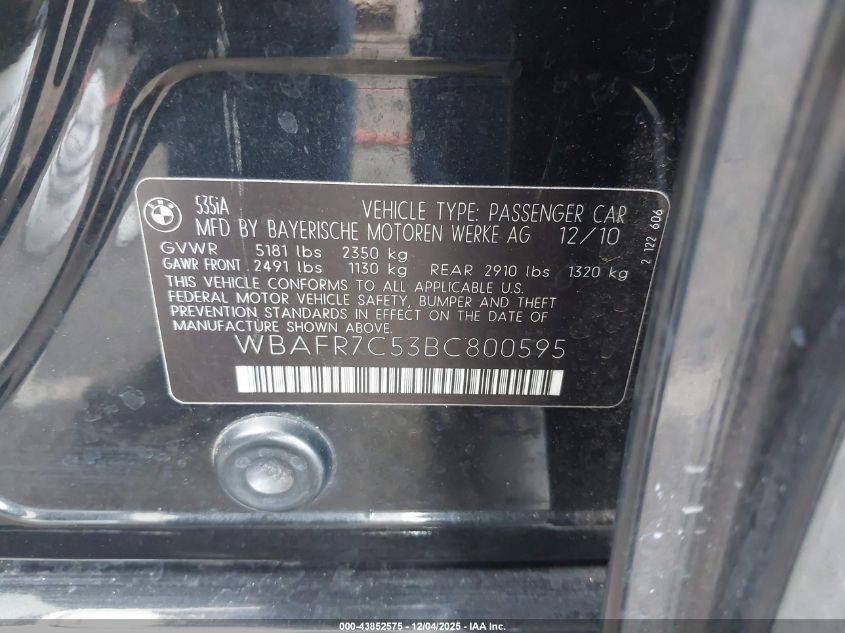 BMW
535iA VEHICLE TYPE: PASSENGER CAR
MFD BY BAYERISCHE MOTOREN WERKE AG 12/10
GVWR 5181 lbs 2350 kg
GAWR FRONT 2491 lbs 1130 kg REAR 2910 lbs 1320 kg
THIS VEHICLE CONFORMS TO ALL APPLICABLE U.S.
FEDERAL MOTOR VEHICLE SAFETY, BUMPER AND THEFT
PREVENTION STANDARDS IN EFFECT ON THE DATE OF
MANUFACTURE SHOWN ABOVE.
WBAFR7C53BC800595
2 122 606
000-43852575 - 12/04/2025 - IAA Inc.